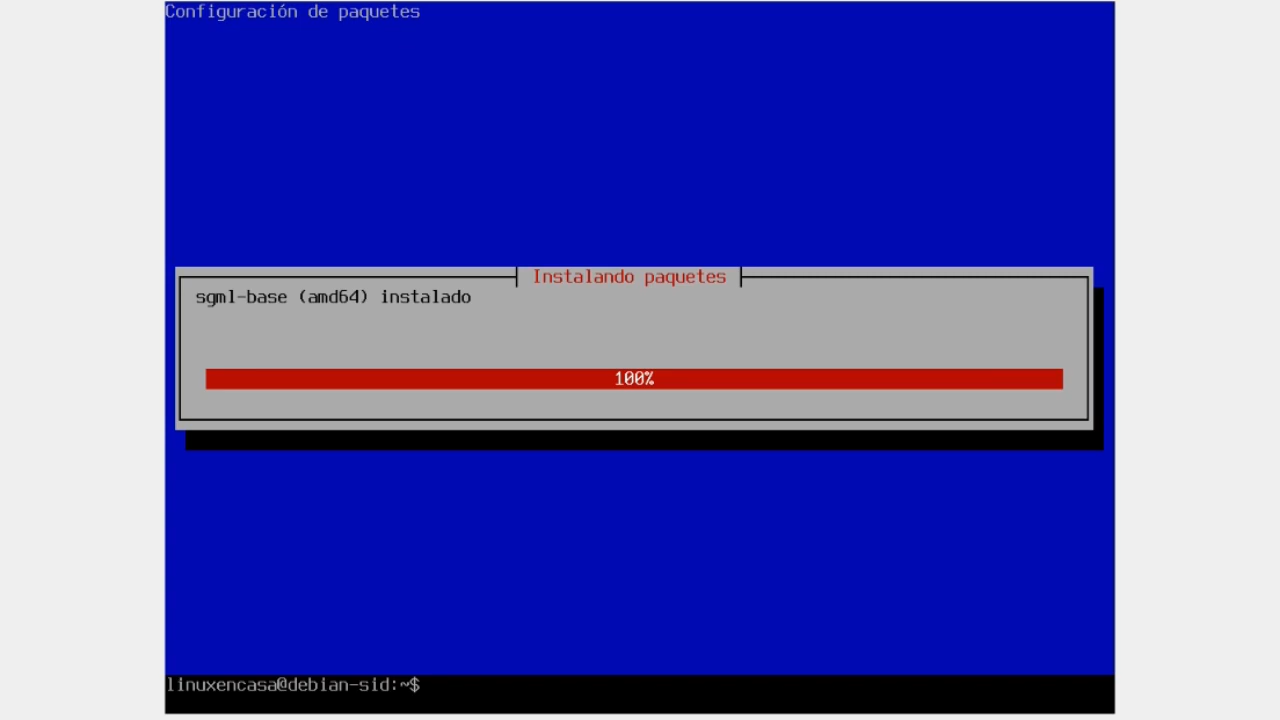 Configuración de paquetes
Instalando paquetes
sgml-base (amd64) instalado
100%
linuxencasa@debian-sid:~$